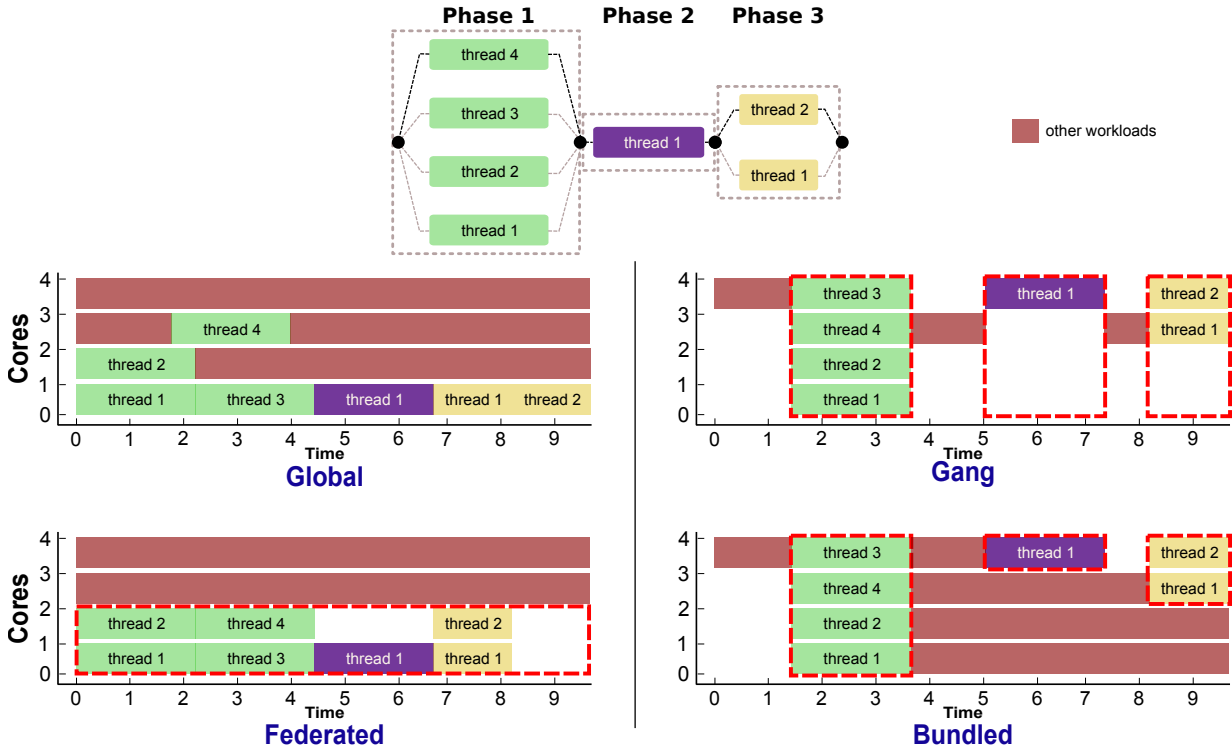 Phase 1 Phase 2 Phase 3
thread 4
thread 3
thread 2
thread 1
thread 1
thread 2
thread 1
other workloads
Cores
4
3
2
1
0
thread 4
thread 2
thread 1 thread 3 thread 1 thread 1 thread 2
0 1 2 3 4 5 6 7 8 9
Time
Global
4
3
2
1
0
thread 3 thread 1 thread 2
thread 4 thread 1
thread 2
thread 1
0 1 2 3 4 5 6 7 8 9
Time
Gang
Cores
4
3
2
1
0
thread 2 thread 4 thread 2
thread 1 thread 3 thread 1 thread 1
0 1 2 3 4 5 6 7 8 9
Time
Federated
4
3
2
1
0
thread 3 thread 1 thread 2
thread 4 thread 1
thread 2
thread 1
0 1 2 3 4 5 6 7 8 9
Time
Bundled